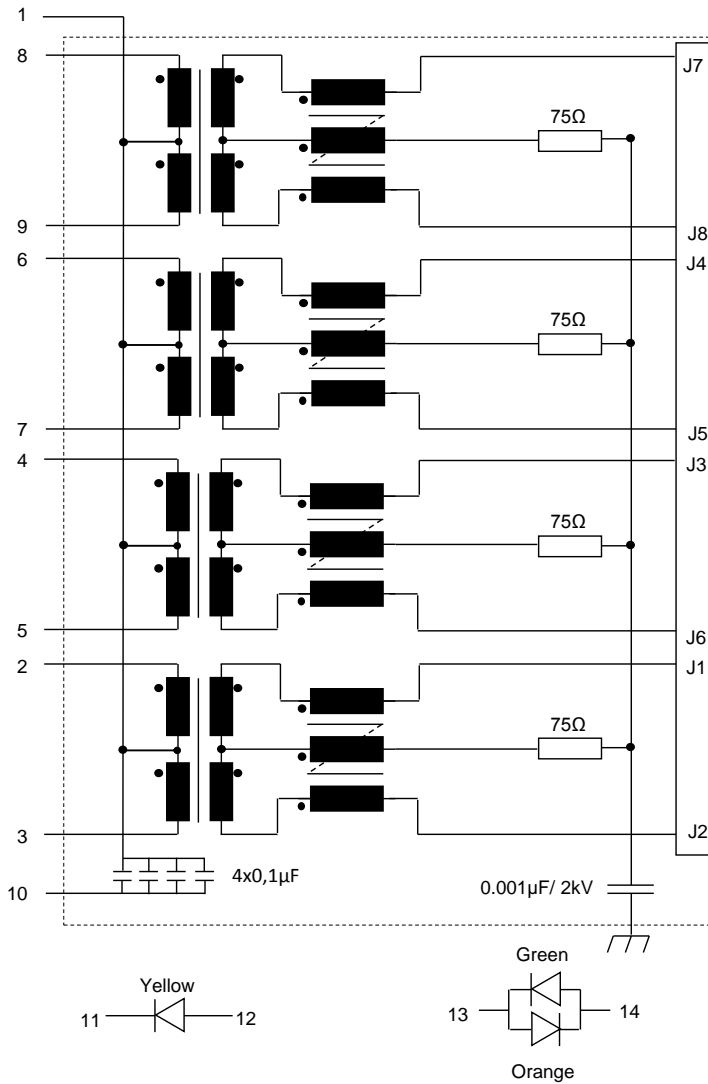 1
8
J7
75Ω
9
J8
6
J4
75Ω
7
J5
4
J3
75Ω
5
J6
2
J1
75Ω
3
J2
4x0,1µF
10
0.001µF/ 2kV
Yellow
11
12
Green
13
14
Orange